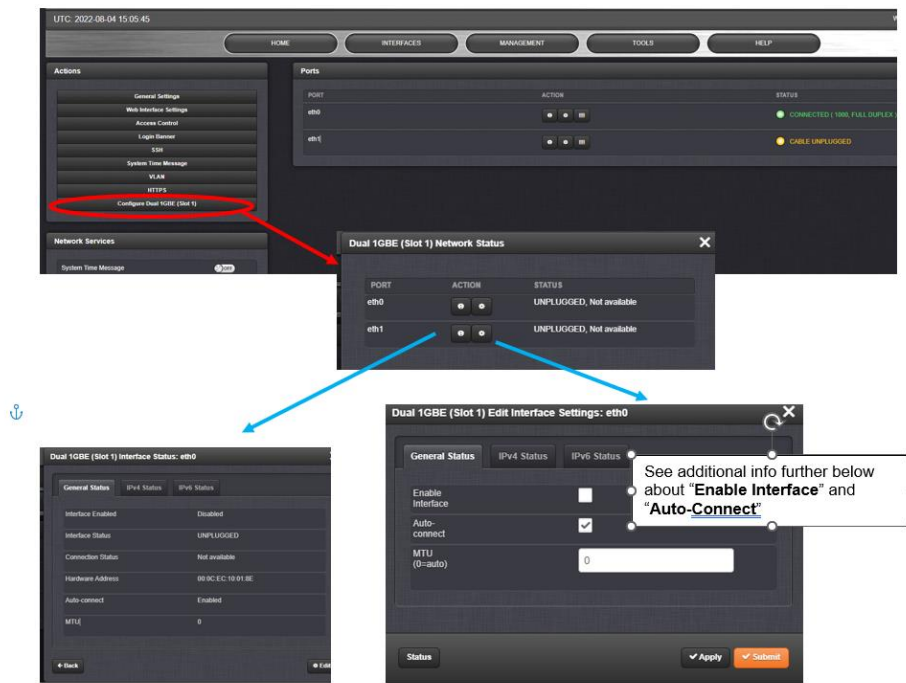 UTC: 2022-08-04 15:05:45
HOME INTERFACES MANAGEMENT TOOLS HELP
Actions
General Settings
Web Interface Settings
Access Control
Login Banner
SSH
System Time Message
VLAN
HTTPS
Configure Dual 1GBE (Slot 1)
Network Services
System Time Message OFF
Ports
PORT ACTION STATUS
eth0 CONNECTED ( 1000, FULL DUPLEX )
eth1 CABLE UNPLUGGED
Dual 1GBE (Slot 1) Network Status
PORT ACTION STATUS
eth0 UNPLUGGED, Not available
eth1 UNPLUGGED, Not available
Dual 1GBE (Slot 1) Interface Status: eth0
General Status IPv4 Status IPv6 Status
Interface Enabled Disabled
Interface Status UNPLUGGED
Connection Status Not available
Hardware Address 00:0C:EC:10:01:8E
Auto-connect Enabled
MTU 0
Back
Edit
Dual 1GBE (Slot 1) Edit Interface Settings: eth0
General Status IPv4 Status IPv6 Status
Enable
Interface
Auto-
connect
MTU
(0=auto)
0
Status Apply Submit
See additional info further below
about “Enable Interface” and
“Auto-Connect”